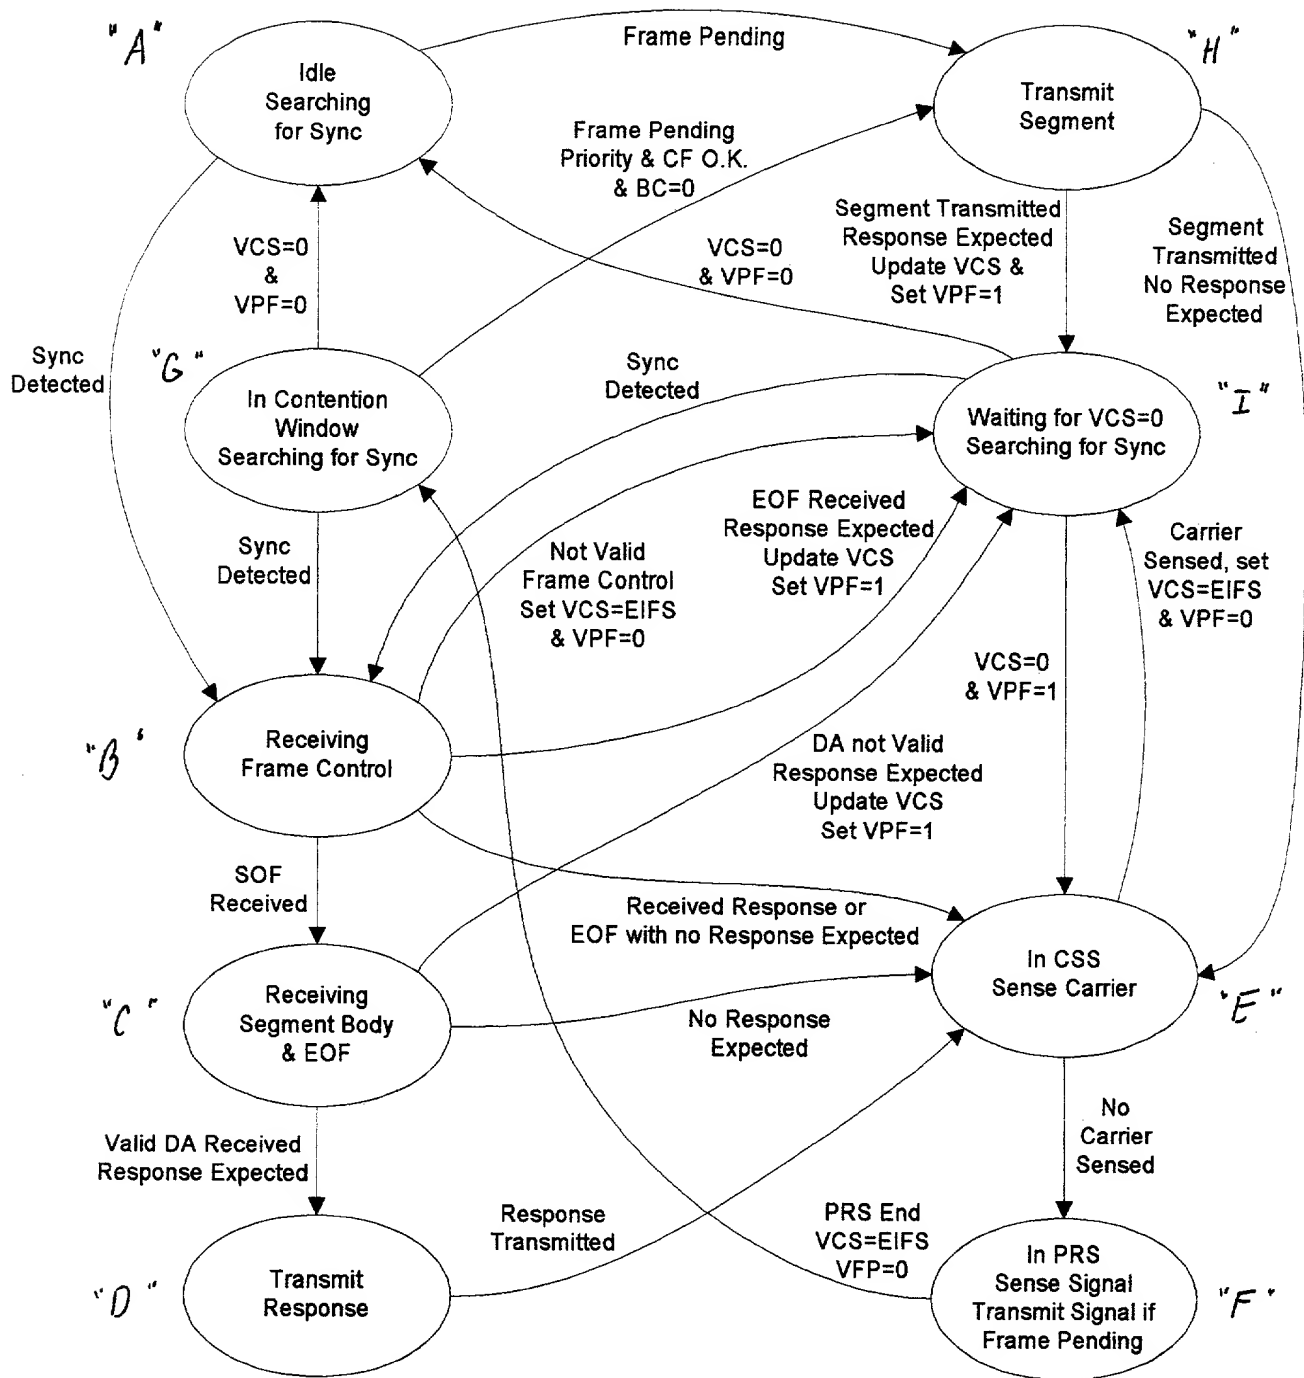 "A"
Idle
Searching
for Sync
Frame Pending
"H"
Transmit
Segment
Frame Pending
Priority & CF O.K.
& BC=0
VCS=0
&
VPF=0
VCS=0
& VPF=0
Segment Transmitted
Response Expected
Update VCS &
Set VPF=1
Segment
Transmitted
No Response
Expected
Sync
Detected
"G"
In Contention
Window
Searching for Sync
Sync
Detected
Waiting for VCS=0
Searching for Sync
"I"
Sync
Detected
Not Valid
Frame Control
Set VCS=EIFS
& VPF=0
EOF Received
Response Expected
Update VCS
Set VPF=1
Carrier
Sensed, set
VCS=EIFS
& VPF=0
VCS=0
& VPF=1
"B"
Receiving
Frame Control
DA not Valid
Response Expected
Update VCS
Set VPF=1
SOF
Received
Received Response or
EOF with no Response Expected
In CSS
Sense Carrier
"E"
"C"
Receiving
Segment Body
& EOF
No Response
Expected
No
Carrier
Sensed
Valid DA Received
Response Expected
Response
Transmitted
PRS End
VCS=EIFS
VFP=0
"D"
Transmit
Response
In PRS
Sense Signal
Transmit Signal if
Frame Pending
"F"